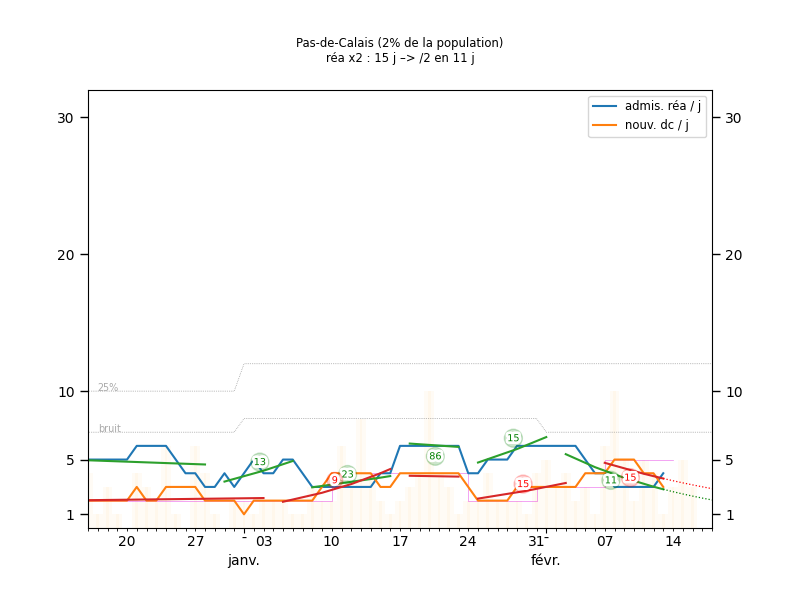 Pas-de-Calais (2% de la population)
réa x2 : 15 j –> /2 en 11 j
admis. réa / j
nouv. dc / j
30 30
20 20
10 10
5 5
1 1
25%
bruit
13
9
23
86
15
15
11
15
20 27 03 10 17 24 31 07 14
janv. févr.